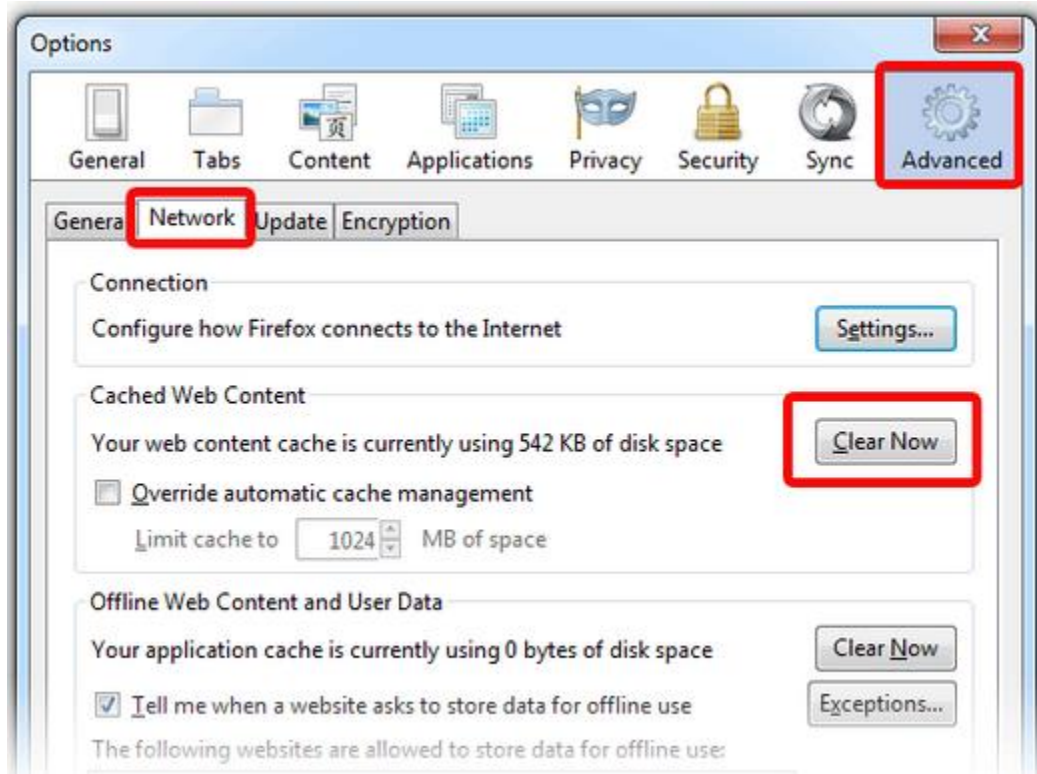 Options
页
General Tabs Content Applications Privacy Security Sync Advanced
General Network Update Encryption
Connection
Configure how Firefox connects to the Internet Settings...
Cached Web Content
Your web content cache is currently using 542 KB of disk space Clear Now
Override automatic cache management
Limit cache to 1024 MB of space
Offline Web Content and User Data
Your application cache is currently using 0 bytes of disk space Clear Now
Tell me when a website asks to store data for offline use Exceptions...
The following websites are allowed to store data for offline use: